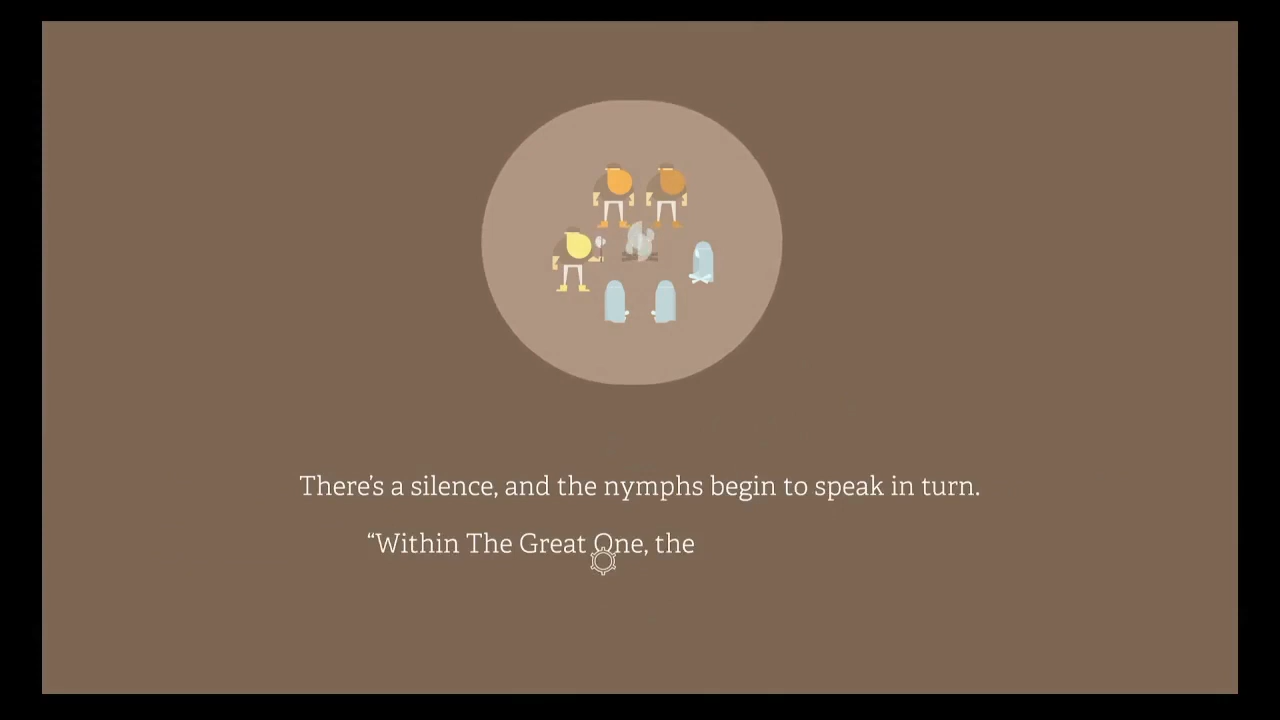 There's a silence, and the nymphs begin to speak in turn.
“Within The Great One, the